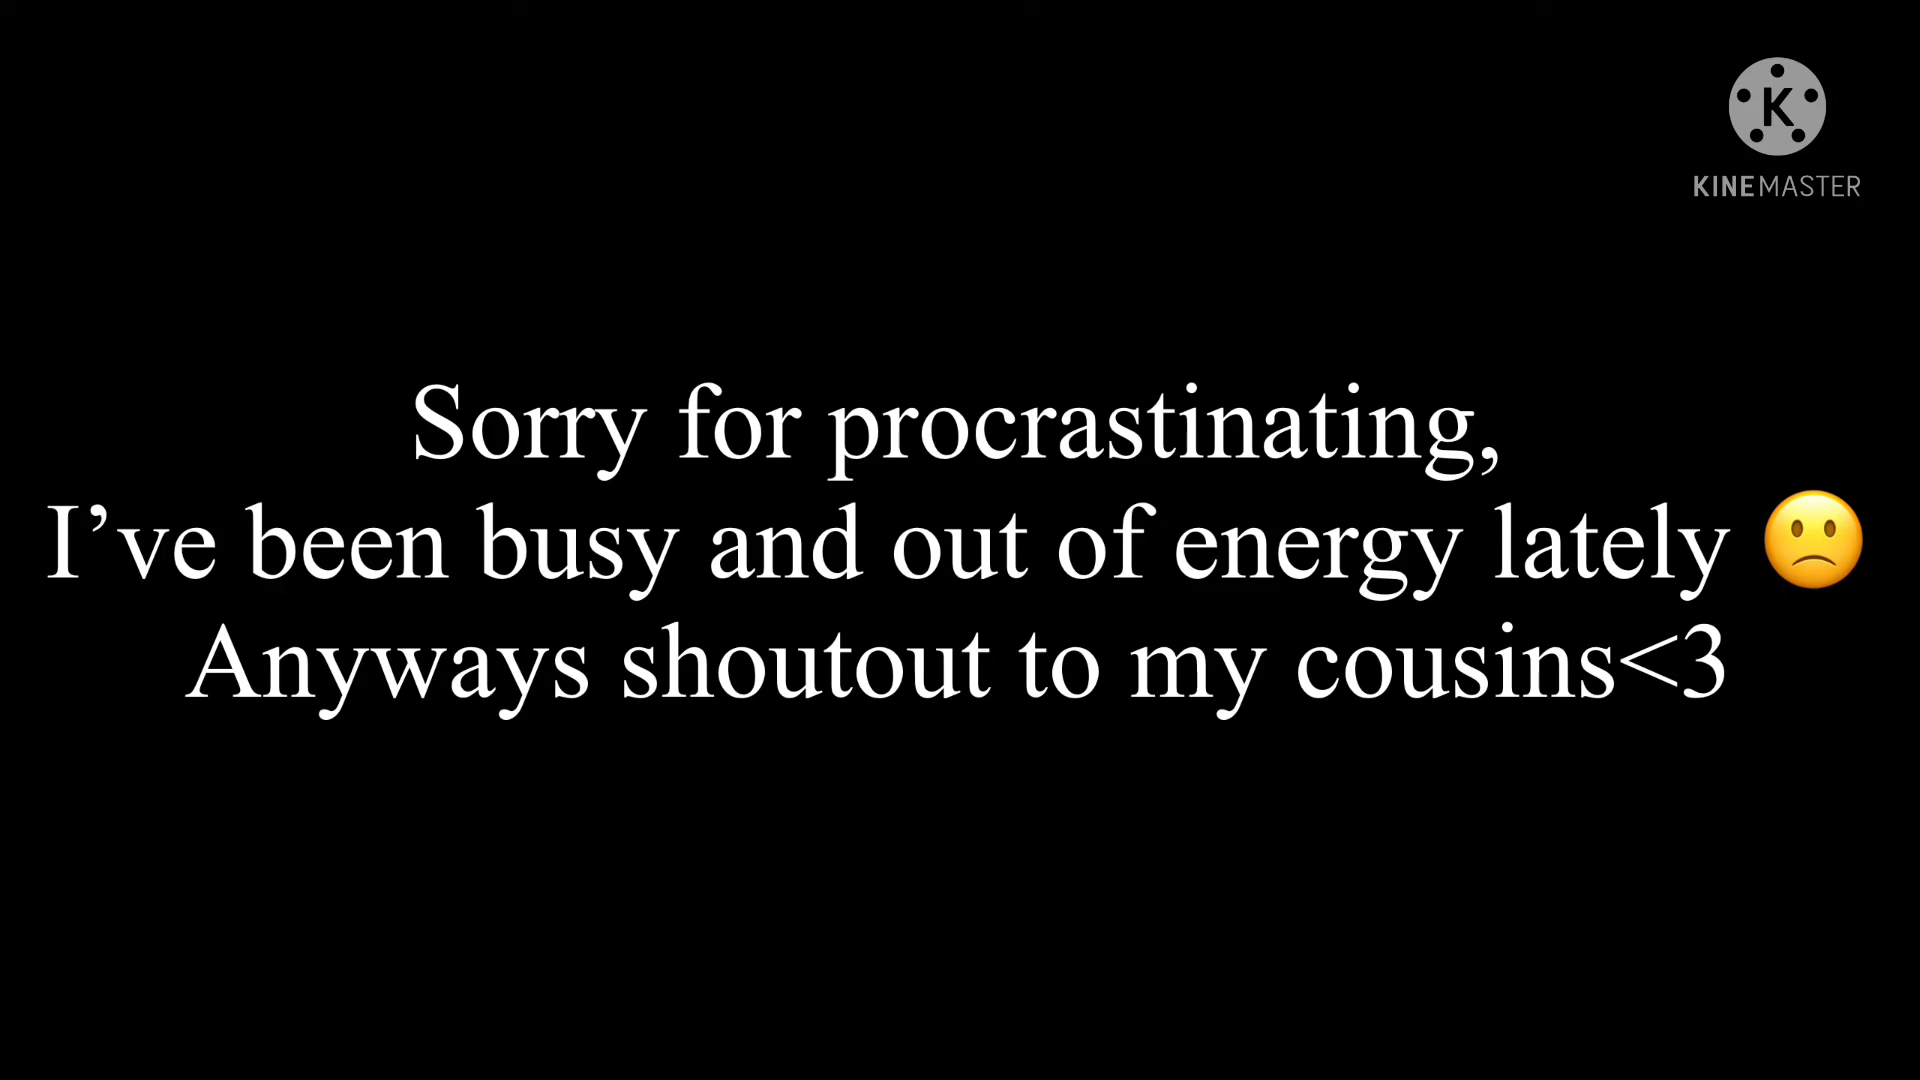 K
KINEMASTER
Sorry for procrastinating,
I’ve been busy and out of energy lately 🙁
Anyways shoutout to my cousins<3